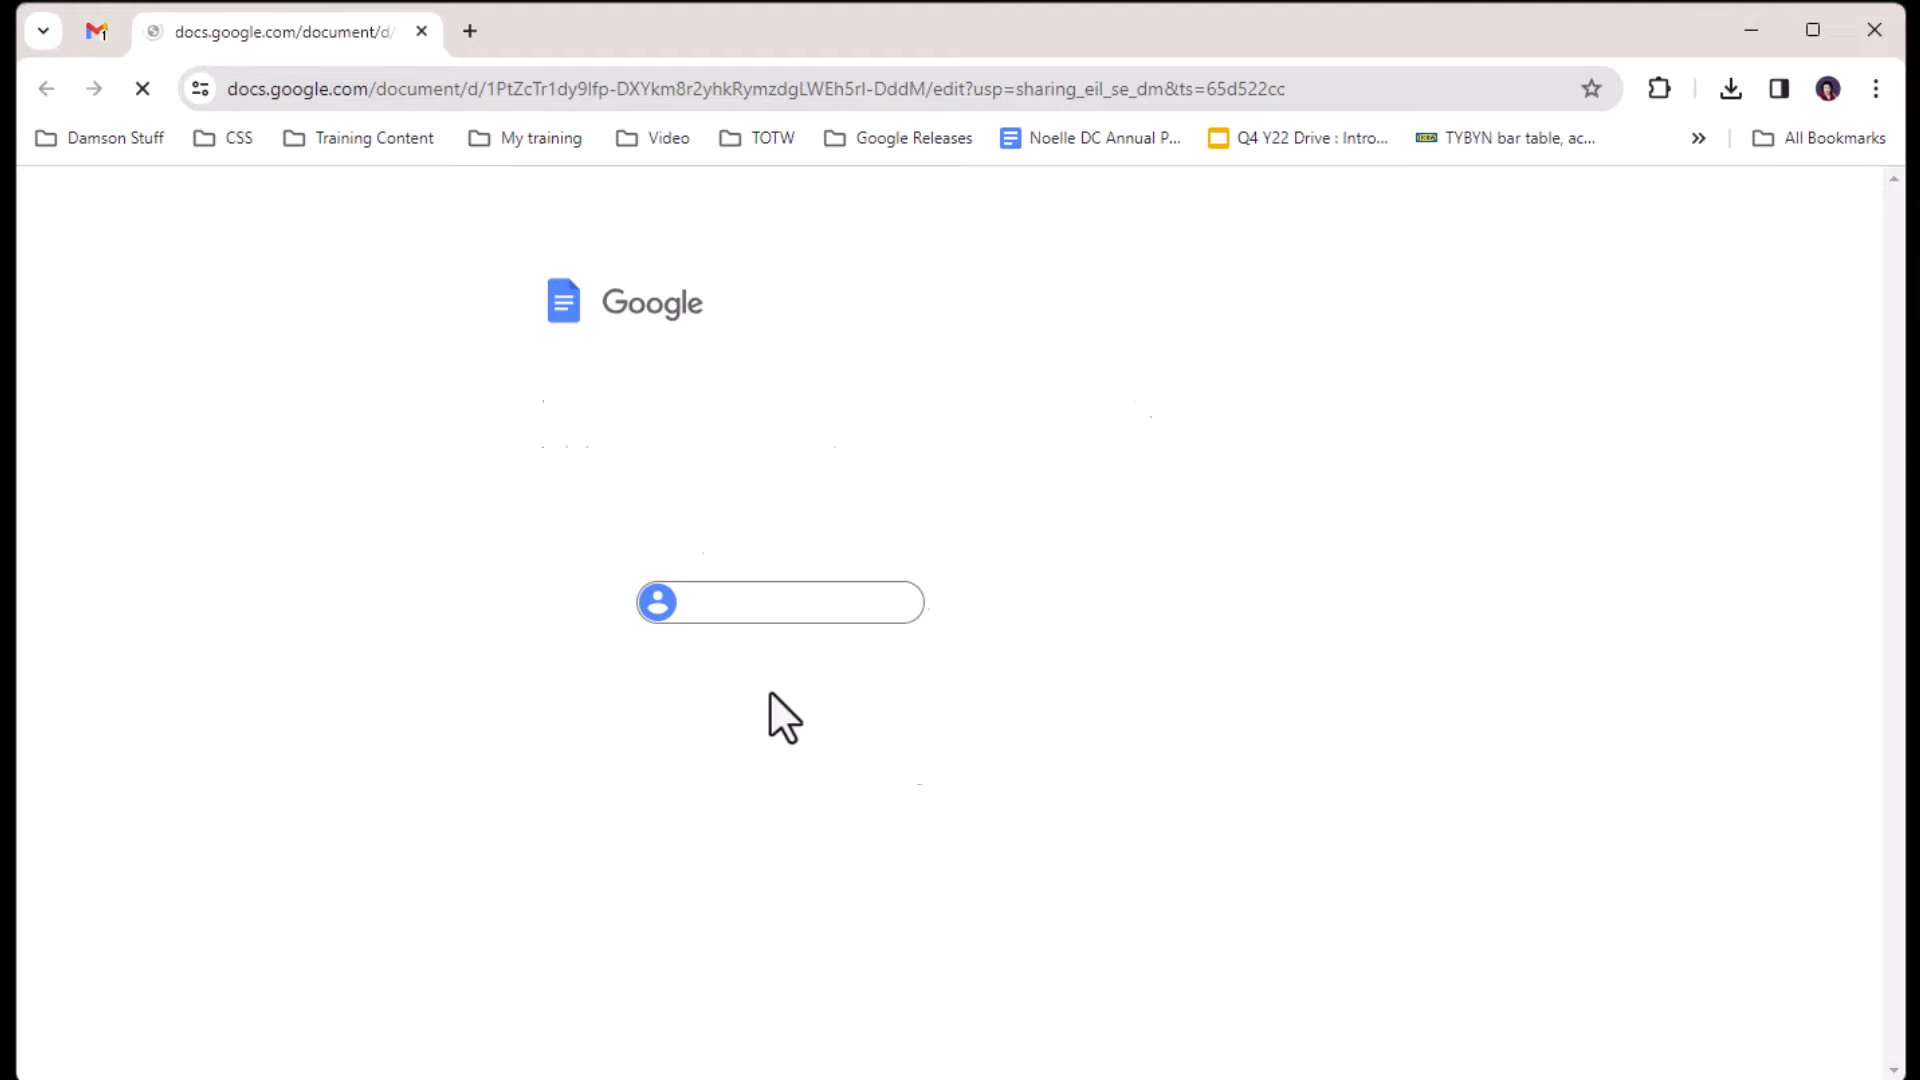 docs.google.com/document/d/
docs.google.com/document/d/1PtZcTr1dy9lfp-DXYkm8r2yhkRymzdgLWEh5rI-DddM/edit?usp=sharing_eil_se_dm&ts=65d522cc
Damson Stuff
CSS
Training Content
My training
Video
TOTW
Google Releases
Noelle DC Annual P...
Q4 Y22 Drive : Intro...
TYBYN bar table, ac...
All Bookmarks
Google